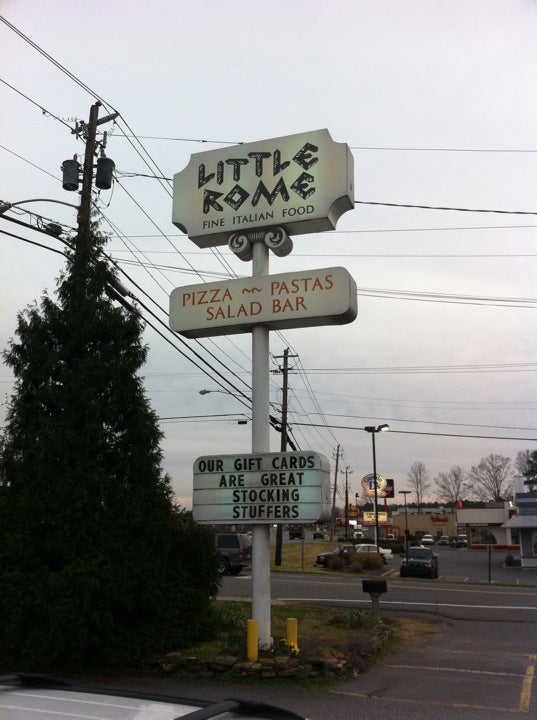 LITTLE
ROME
FINE ITALIAN FOOD
PIZZA ~~ PASTAS
SALAD BAR
OUR GIFT CARDS
ARE GREAT
STOCKING
STUFFERS